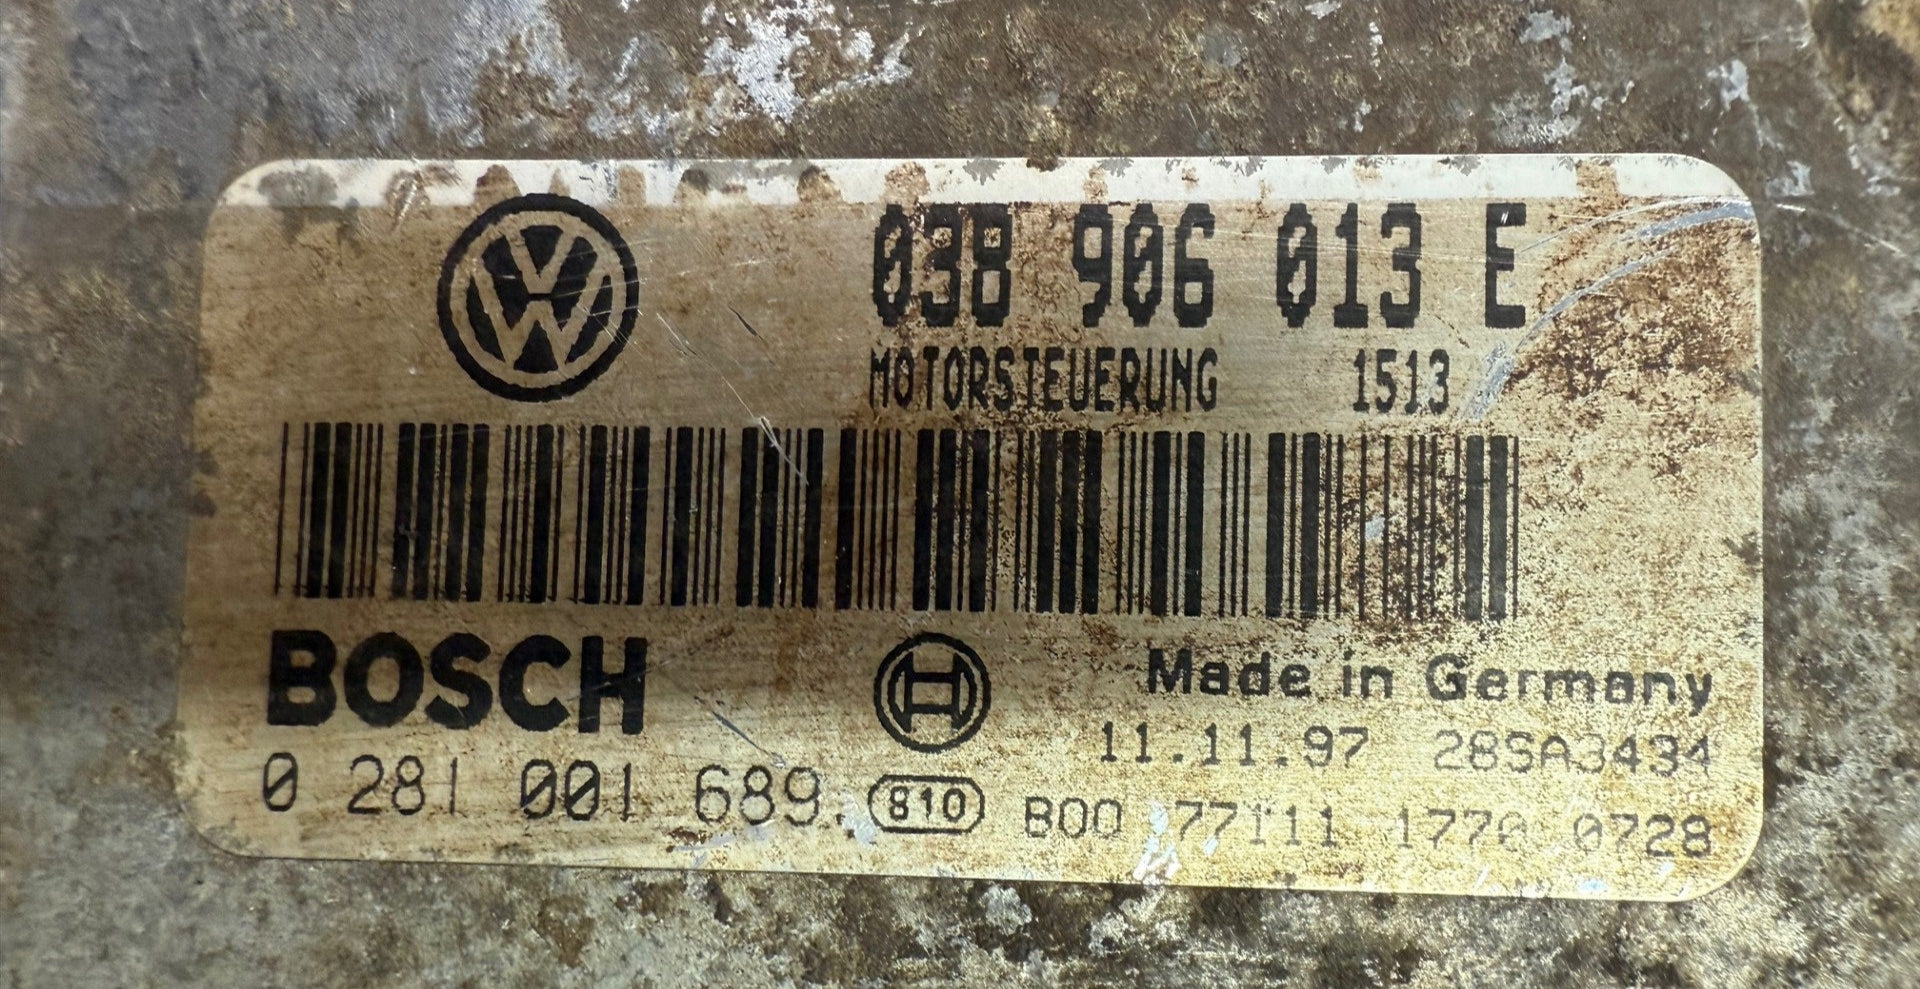 038 906 013 E
MOTORSTEUERUNG 1513
BOSCH
Made in Germany
11.11.97 28SA3434
0 281 001 689. 810 B00 77111 1770 0728